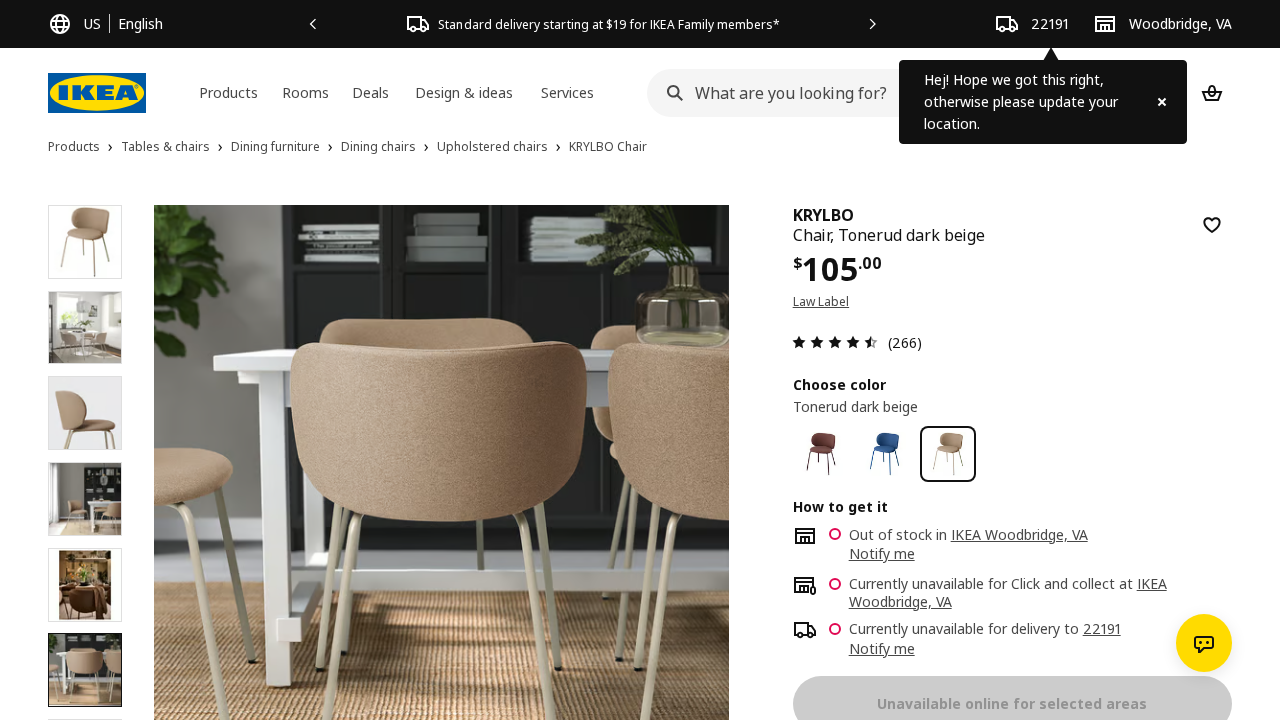 US
English
Standard delivery starting at $19 for IKEA Family members*
22191
Woodbridge, VA
IKEA
Products
Rooms
Deals
Design & ideas
Services
What are you looking for?
Hej! Hope we got this right,
otherwise please update your
location.
Products › Tables & chairs › Dining furniture › Dining chairs › Upholstered chairs › KRYLBO Chair
KRYLBO
Chair, Tonerud dark beige
$105.00
Law Label
(266)
Choose color
Tonerud dark beige
How to get it
Out of stock in IKEA Woodbridge, VA
Notify me
Currently unavailable for Click and collect at IKEA
Woodbridge, VA
Currently unavailable for delivery to 22191
Notify me
Unavailable online for selected areas